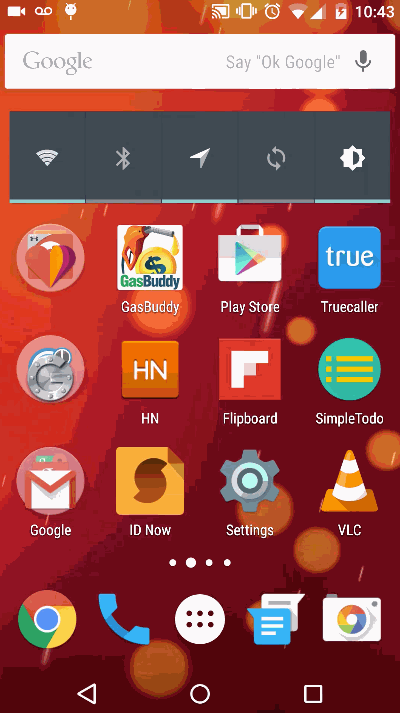 10:43
Google Say "Ok Google"
GasBuddy
true
GasBuddy Play Store Truecaller
HN
HN Flipboard SimpleTodo
Google ID Now Settings VLC